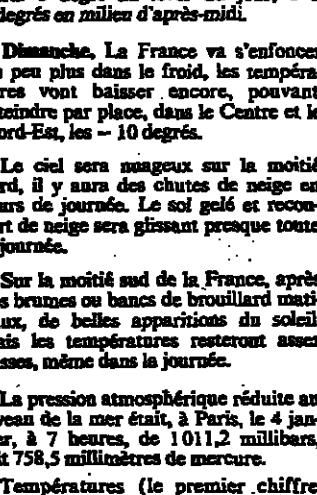 degrés en milieu d'après-midi.
Dimanche, La France va s'enfoncer
peu plus dans le froid, les tempéra-
res vont baisser encore, pouvant
teindre par place, dans le Centre et le
ord-Est, les – 10 degrés.
Le ciel sera nuageux sur la moitié
rd, il y aura des chutes de neige en
urs de journée. Le sol gelé et recou-
rt de neige sera glissant presque toute
journée.
Sur la moitié sud de la France, après
s brumes ou bancs de brouillard mati-
ux, de belles apparitions du soleil
ais les températures resteront assez
sses, même dans la journée.
La pression atmosphérique réduite au
veau de la mer était, à Paris, le 4 jan-
er, à 7 heures, de 1011,2 millibars,
it 758,5 millimètres de mercure.
Températures (le premier chiffre